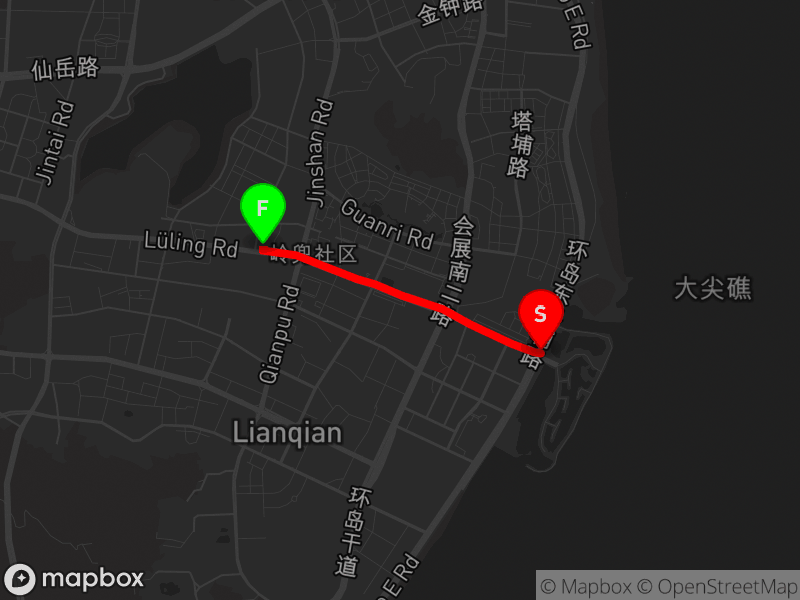 金钟路
E Rd
仙岳路
Jintai Rd
Jinshan Rd
塔埔路
F
Guanri Rd
会展南二路
Lüling Rd
岭兜社区
环岛东路
大尖礁
S
Qianpu Rd
Lianqian
环岛干道
E Rd
mapbox
© Mapbox © OpenStreetMap